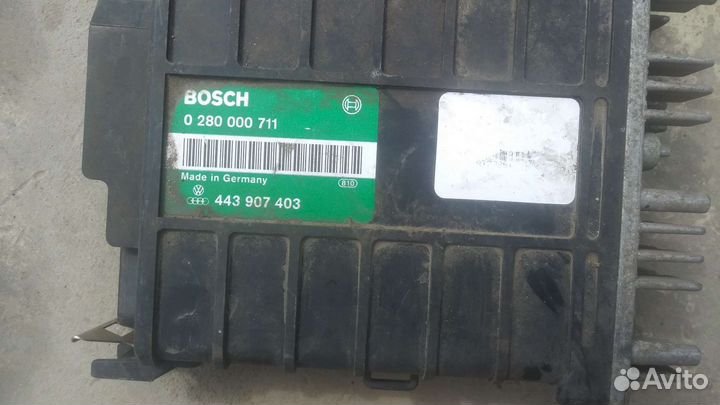 BOSCH
0 280 000 711
Made in Germany
810
443 907 403
Avito